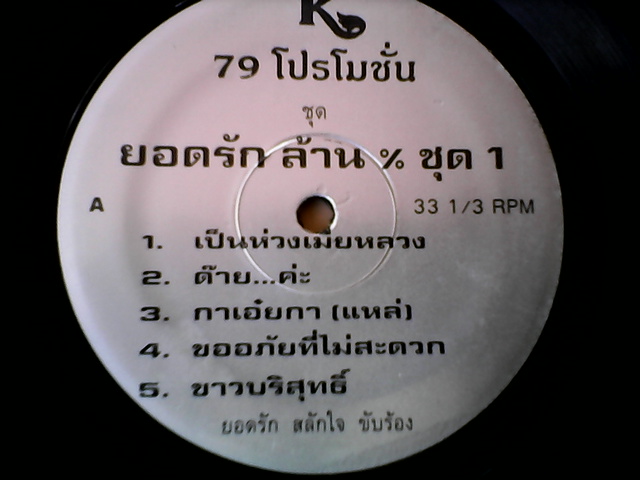 K
79 โปรโมชั่น
ชุด
ยอดรัก ล้าน % ชุด 1
A
33 1/3 RPM
1. เป็นห่วงเมียหลวง
2. ต๊าย...ค่ะ
3. กาเอ๋ยกา (แหล่)
4. ขออภัยที่ไม่สะดวก
5. ขาวบริสุทธิ์
ยอดรัก สลักใจ ขับร้อง